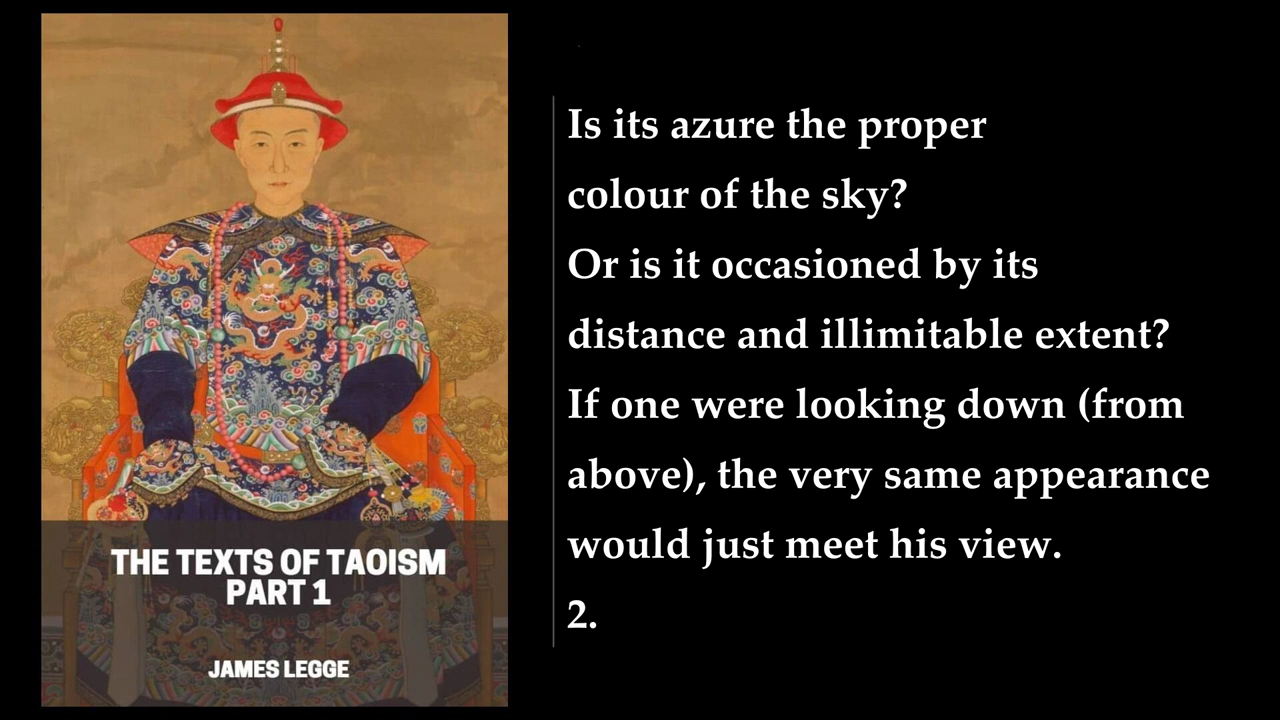 THE TEXTS OF TAOISM
PART 1
JAMES LEGGE
Is its azure the proper
colour of the sky?
Or is it occasioned by its
distance and illimitable extent?
If one were looking down (from
above), the very same appearance
would just meet his view.
2.